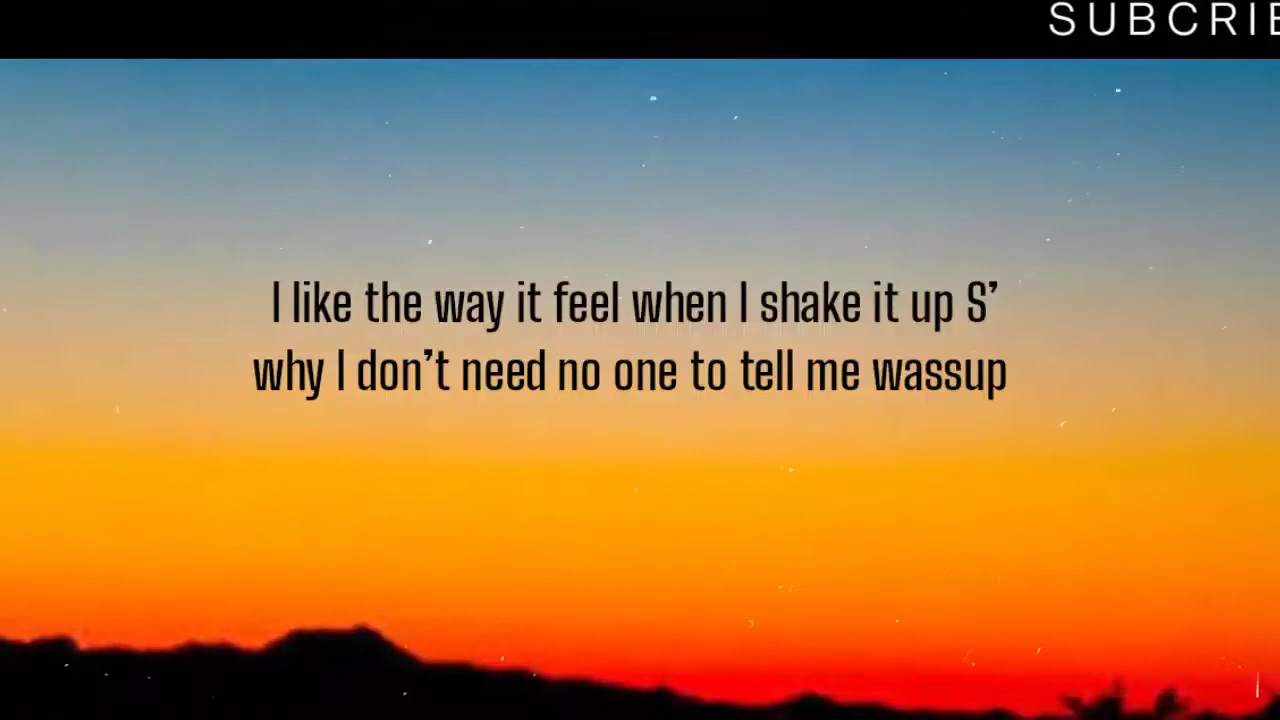 SUBCRIE
I like the way it feel when I shake it up S’
why I don’t need no one to tell me wassup